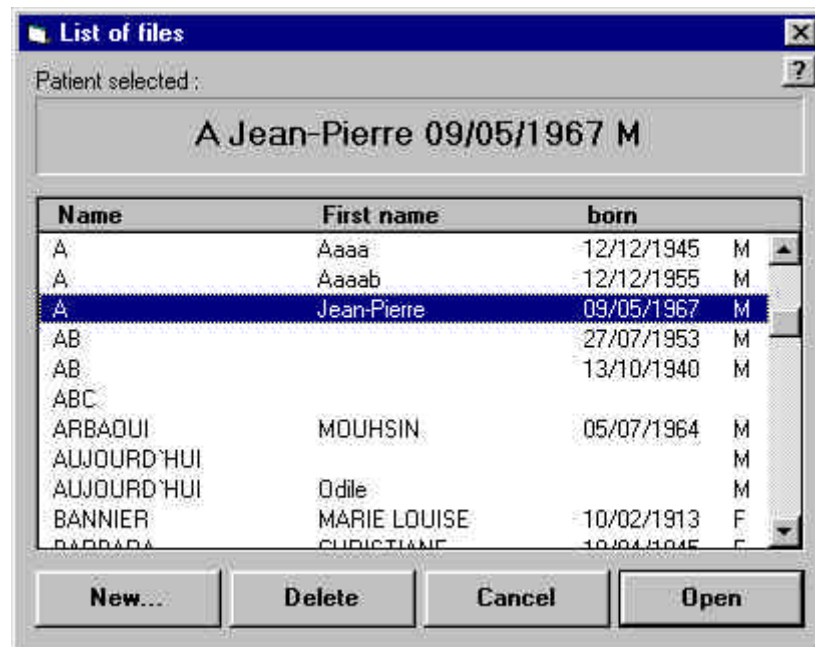 List of files
Patient selected :
?
A Jean-Pierre 09/05/1967 M
Name First name born
A Aaaa 12/12/1945 M
A Aaaab 12/12/1955 M
A Jean-Pierre 09/05/1967 M
AB 27/07/1953 M
AB 13/10/1940 M
ABC
ARBAOUI MOUHSIN 05/07/1964 M
AUJOURD`HUI M
AUJOURD'HUI Odile M
BANNIER MARIE LOUISE 10/02/1913 F
New... Delete Cancel Open